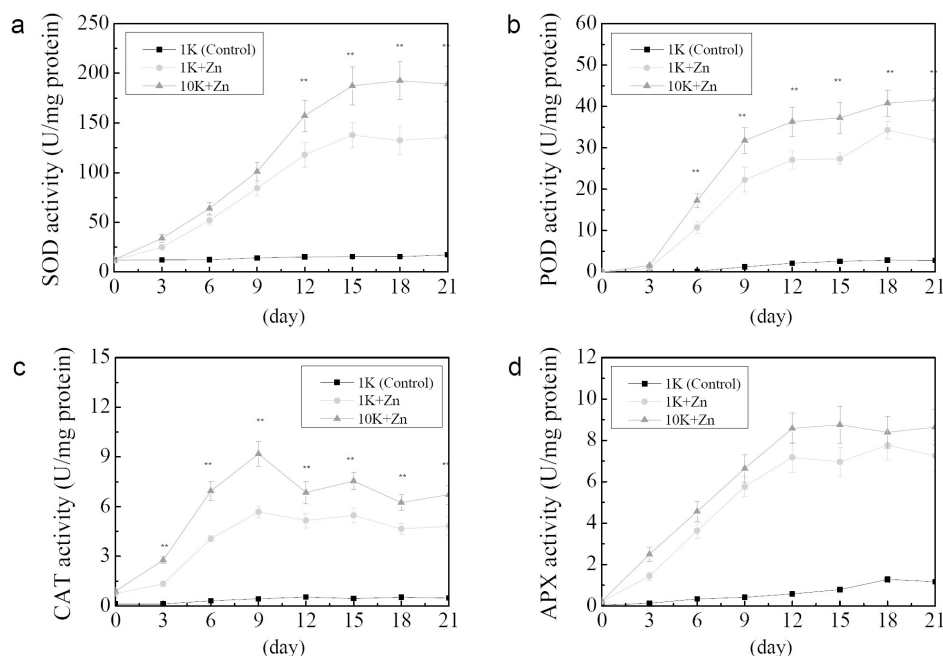 a
SOD activity (U/mg protein)
250
200
150
100
50
0
1K (Control)
1K+Zn
10K+Zn
** ** ** **
0 3 6 9 12 15 18 21
(day)
b
POD activity (U/mg protein)
60
50
40
30
20
10
0
1K (Control)
1K+Zn
10K+Zn
** ** ** ** ** **
0 3 6 9 12 15 18 21
(day)
c
CAT activity (U/mg protein)
15
12
9
6
3
0
1K (Control)
1K+Zn
10K+Zn
** ** ** ** ** ** **
0 3 6 9 12 15 18 21
(day)
d
APX activity (U/mg protein)
12
10
8
6
4
2
0
1K (Control)
1K+Zn
10K+Zn
0 3 6 9 12 15 18 21
(day)